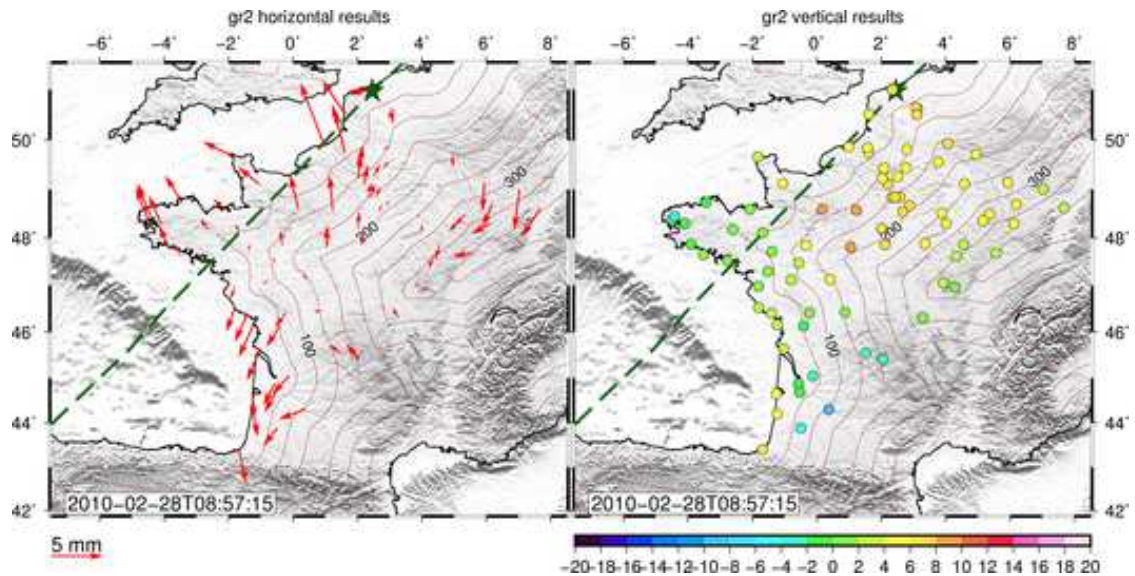 gr2 horizontal results
gr2 vertical results
−6˚ −4˚ −2˚ 0˚ 2˚ 4˚ 6˚ 8˚
−6˚ −4˚ −2˚ 0˚ 2˚ 4˚ 6˚ 8˚
50˚ 50˚
300 300
48˚ 200 200 48˚
46˚ 100 100 46˚
44˚ 44˚
2010−02−28T08:57:15 2010−02−28T08:57:15
42˚ 42˚
5 mm
−20−18−16−14−12−10−8 −6 −4 −2 0 2 4 6 8 10 12 14 16 18 20